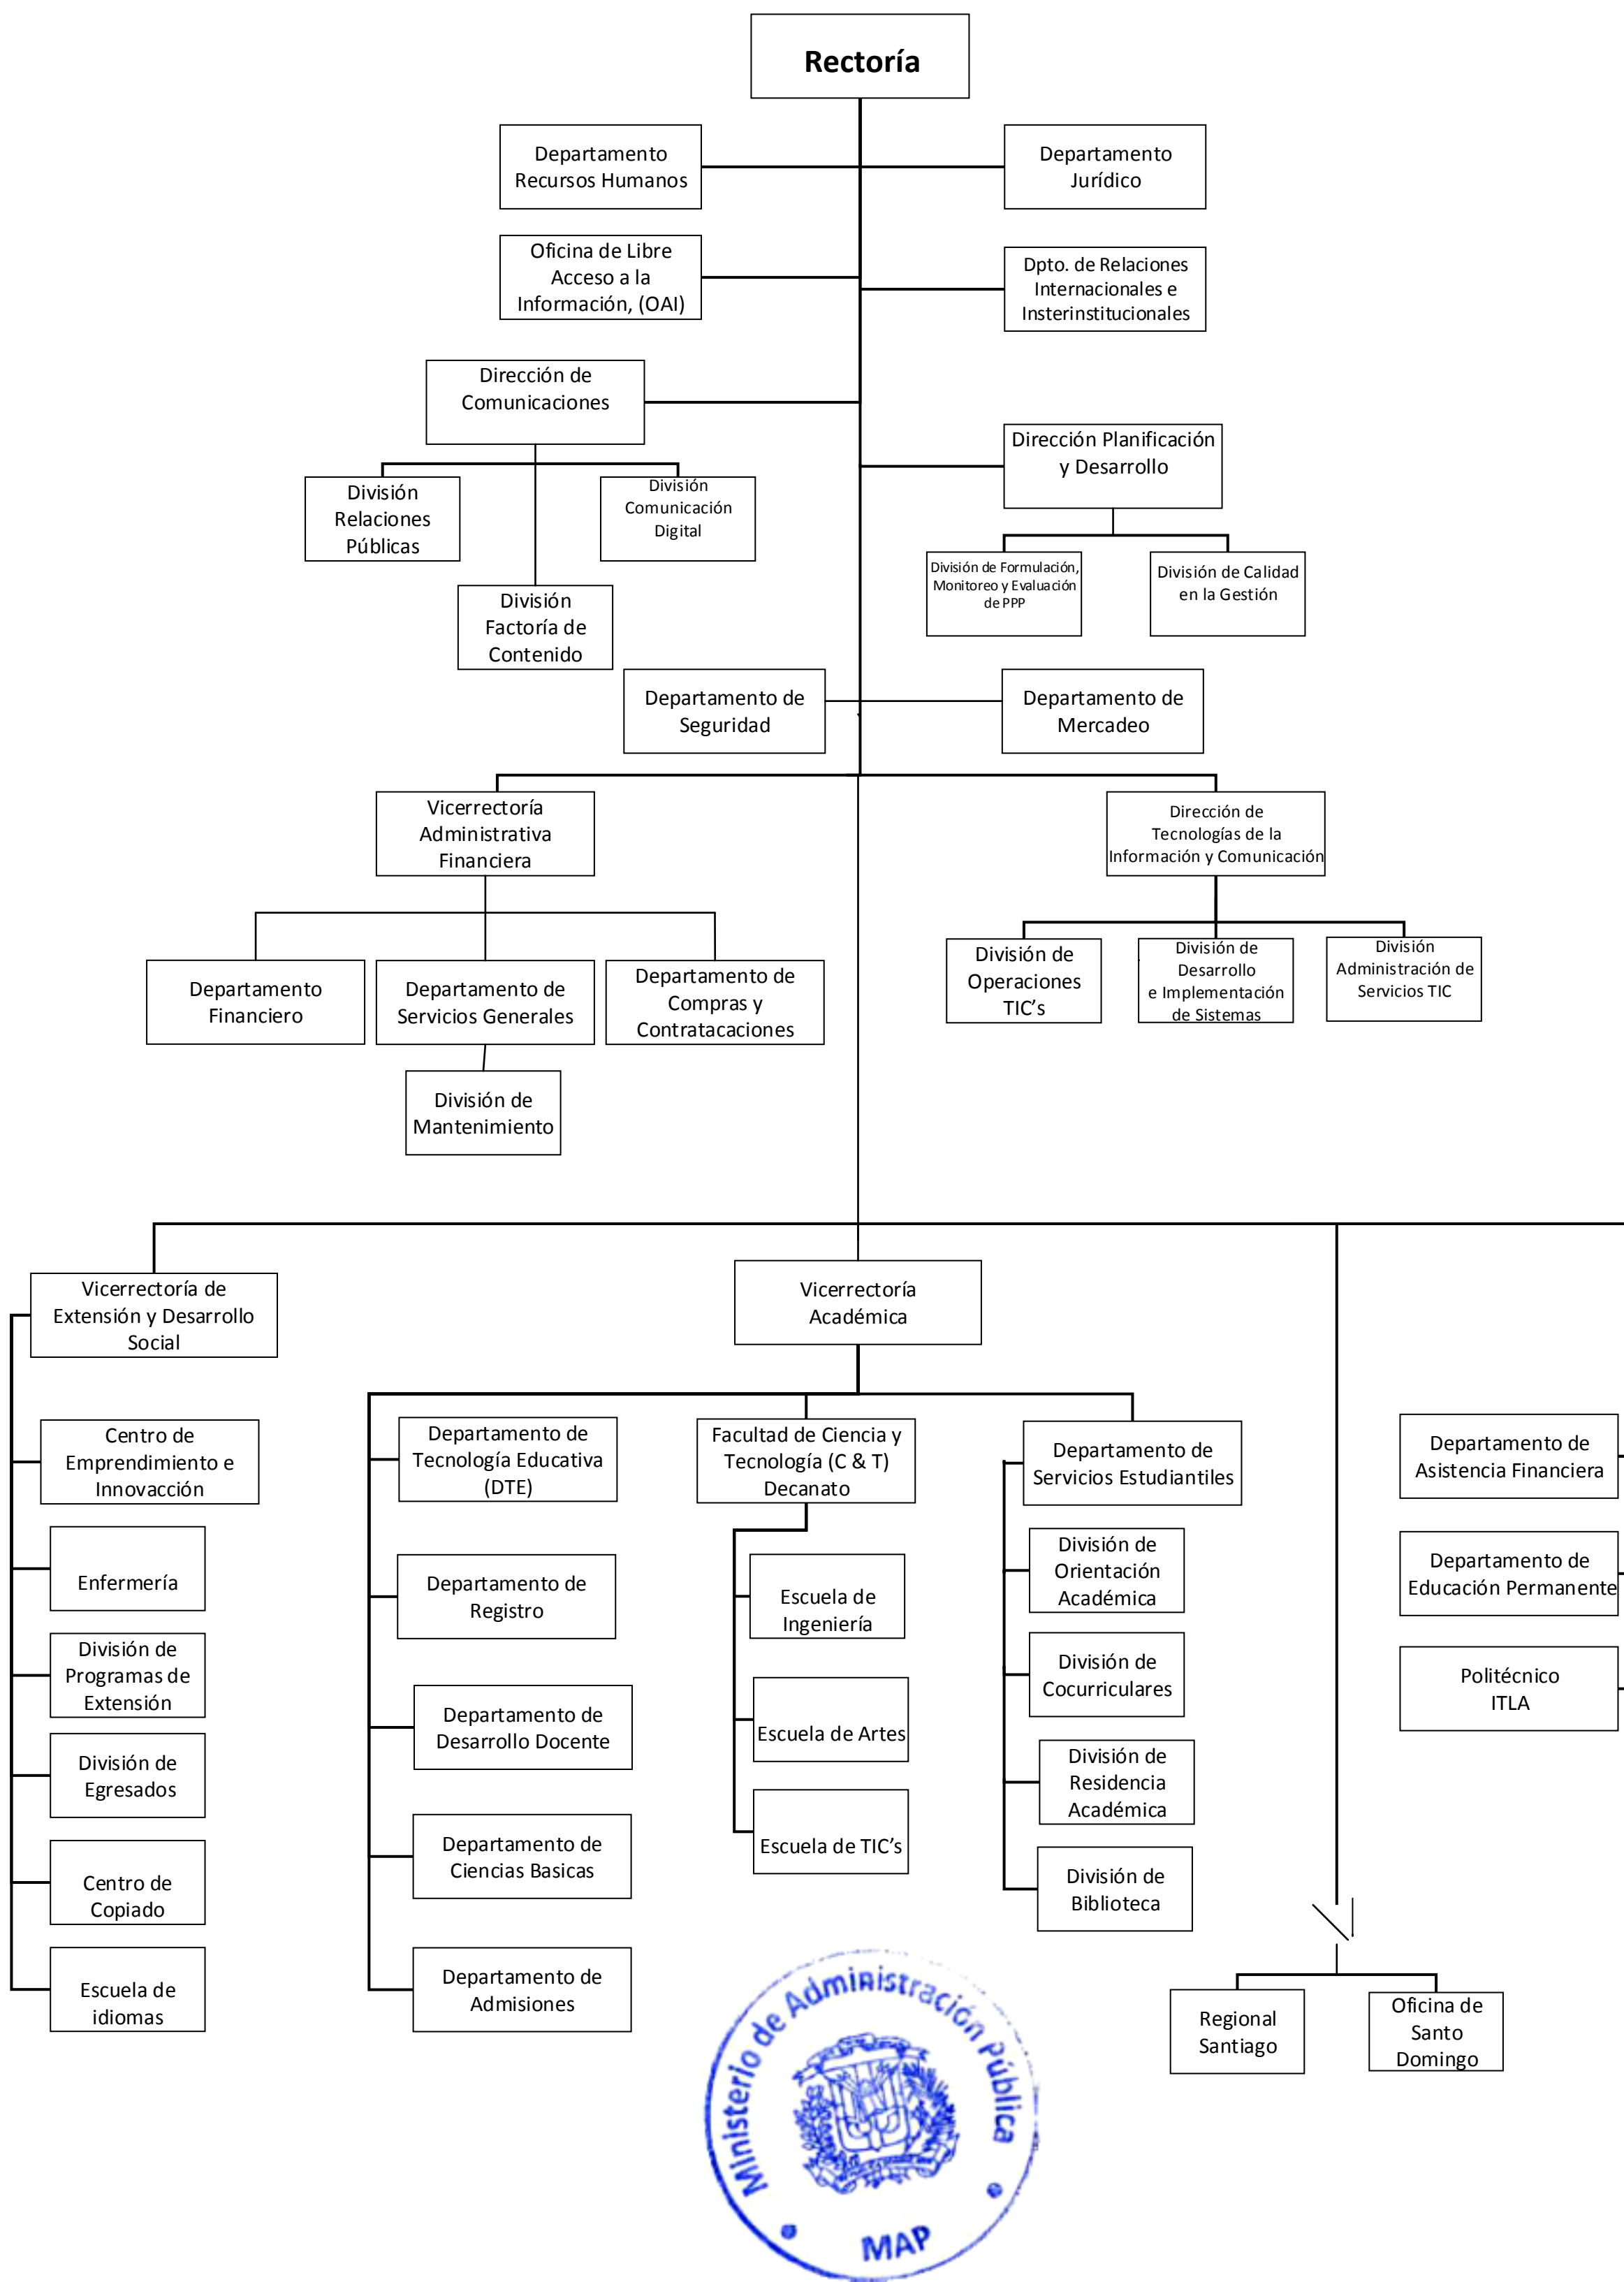 Rectoría
Departamento
Recursos Humanos
Departamento
Jurídico
Oficina de Libre
Acceso a la
Información, (OAI)
Dpto. de Relaciones
Internacionales e
Insterinstitucionales
Dirección de
Comunicaciones
Dirección Planificación
y Desarrollo
División
Relaciones
Públicas
División
Comunicación
Digital
División
Factoría de
Contenido
División de Formulación,
Monitoreo y Evaluación
de PPP
División de Calidad
en la Gestión
Departamento de
Seguridad
Departamento de
Mercadeo
Vicerrectoría
Administrativa
Financiera
Dirección de
Tecnologías de la
Información y Comunicación
Departamento
Financiero
Departamento de
Servicios Generales
Departamento de
Compras y
Contratacaciones
División de
Mantenimiento
División de
Operaciones
TIC’s
División de
Desarrollo
e Implementación
de Sistemas
División
Administración de
Servicios TIC
Vicerrectoría de
Extensión y Desarrollo
Social
Vicerrectoría
Académica
Centro de
Emprendimiento e
Innovacción
Enfermería
División de
Programas de
Extensión
División de
Egresados
Centro de
Copiado
Escuela de
idiomas
Departamento de
Tecnología Educativa
(DTE)
Departamento de
Registro
Departamento de
Desarrollo Docente
Departamento de
Ciencias Basicas
Departamento de
Admisiones
Facultad de Ciencia y
Tecnología (C & T)
Decanato
Escuela de
Ingeniería
Escuela de Artes
Escuela de TIC’s
Departamento de
Servicios Estudiantiles
División de
Orientación
Académica
División de
Cocurriculares
División de
Residencia
Académica
División de
Biblioteca
Departamento de
Asistencia Financiera
Departamento de
Educación Permanente
Politécnico
ITLA
Regional
Santiago
Oficina de
Santo
Domingo
Ministerio de Administración Pública
MAP